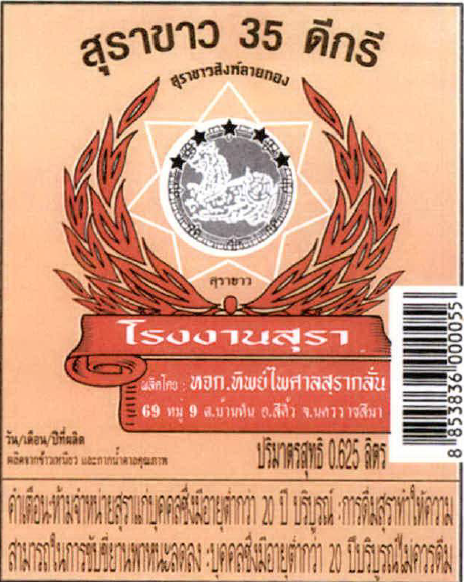 สุราขาว 35 ดีกรี
สุราขาวสิงห์ลายทอง
สุราขาว
โรงงานสุรา
ผลิตโดย : หจก.ทิพย์ไพศาลสุรากลั่น
69 หมู่ 9 ต.บ้านหัน อ.สีคิ้ว จ.นครราชสีมา
วัน/เดือน/ปีที่ผลิต
ผลิตจากข้าวเหนียว และกากน้ำตาลคุณภาพ
ปริมาตรสุทธิ 0.625 ลิตร
8 853836 000055
คำเตือน:ห้ามจำหน่ายสุราแก่บุคคลซึ่งมีอายุต่ำกว่า 20 ปี บริบูรณ์ :การดื่มสุราทำให้ความ
สามารถในการขับขี่ยานพาหนะลดลง :บุคคลซึ่งมีอายุต่ำกว่า 20 ปีบริบูรณ์ไม่ควรดื่ม